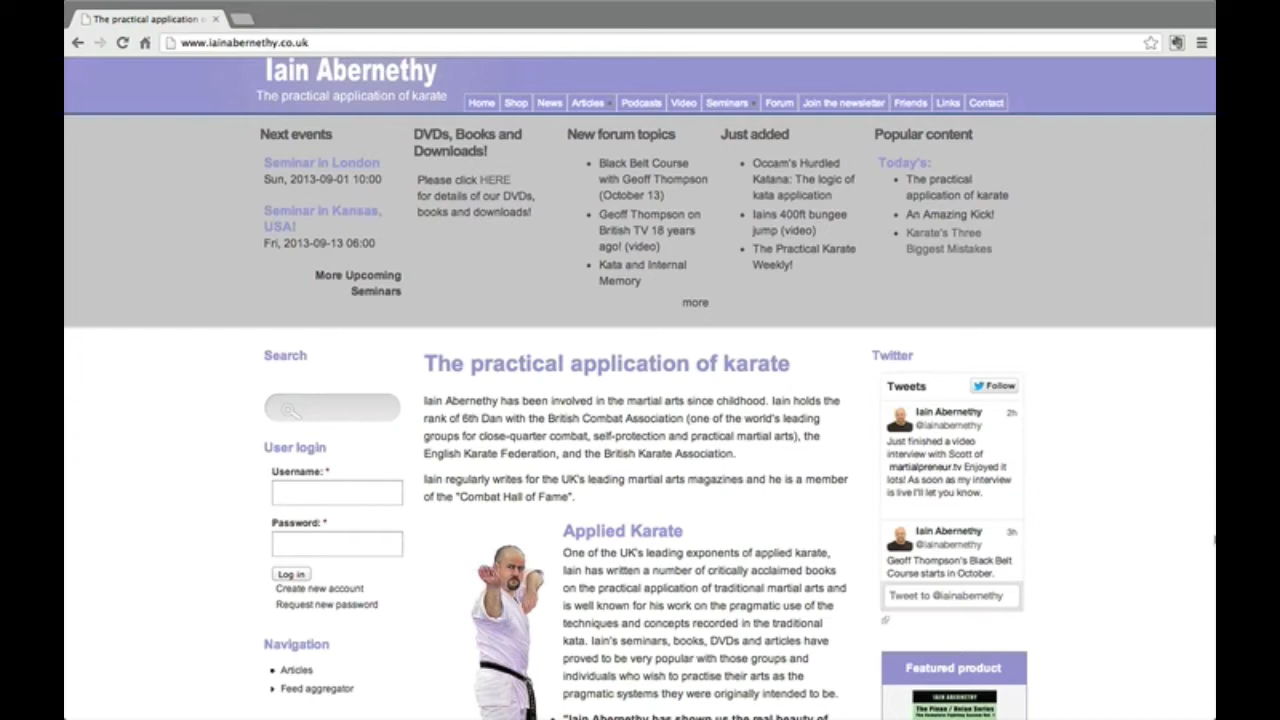 The practical application o
www.iainabernethy.co.uk
Iain Abernethy
The practical application of karate
Home
Shop
News
Articles
Podcasts
Video
Seminars
Forum
Join the newsletter
Friends
Links
Contact
Next events
Seminar in London
Sun, 2013-09-01 10:00
Seminar in Kansas,
USA!
Fri, 2013-09-13 06:00
More Upcoming
Seminars
DVDs, Books and
Downloads!
Please click HERE
for details of our DVDs,
books and downloads!
New forum topics
Black Belt Course
with Geoff Thompson
(October 13)
Geoff Thompson on
British TV 18 years
ago! (video)
Kata and Internal
Memory
more
Just added
Occam's Hurdled
Katana: The logic of
kata application
Iains 400ft bungee
jump (video)
The Practical Karate
Weekly!
Popular content
Today's:
The practical
application of karate
An Amazing Kick!
Karate's Three
Biggest Mistakes
Search
User login
Username: *
Password: *
Log in
Create new account
Request new password
Navigation
Articles
Feed aggregator
The practical application of karate
Iain Abernethy has been involved in the martial arts since childhood. Iain holds the
rank of 6th Dan with the British Combat Association (one of the world's leading
groups for close-quarter combat, self-protection and practical martial arts), the
English Karate Federation, and the British Karate Association.
Iain regularly writes for the UK's leading martial arts magazines and he is a member
of the "Combat Hall of Fame".
Applied Karate
One of the UK's leading exponents of applied karate,
Iain has written a number of critically acclaimed books
on the practical application of traditional martial arts and
is well known for his work on the pragmatic use of the
techniques and concepts recorded in the traditional
kata. Iain's seminars, books, DVDs and articles have
proved to be very popular with those groups and
individuals who wish to practise their arts as the
pragmatic systems they were originally intended to be.
"Iain Abernethy has shown us the real beauty of
Twitter
Tweets
Follow
Iain Abernethy 2h
@iainabernethy
Just finished a video
interview with Scott of
martialpreneur.tv Enjoyed it
lots! As soon as my interview
is live I'll let you know.
Iain Abernethy 3h
@iainabernethy
Geoff Thompson's Black Belt
Course starts in October.
Tweet to @iainabernethy
Featured product
IAIN ABERNETHY
The Pinan / Heian Series